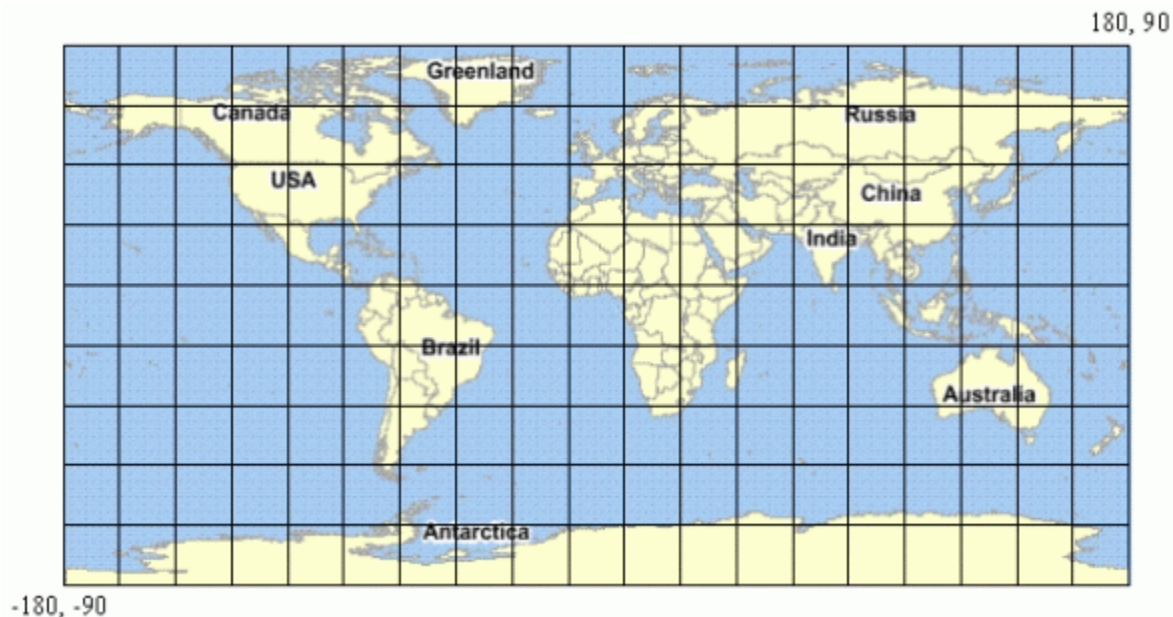 180, 90
Greenland
Canada
Russia
USA
China
India
Brazil
Australia
Antarctica
-180, -90